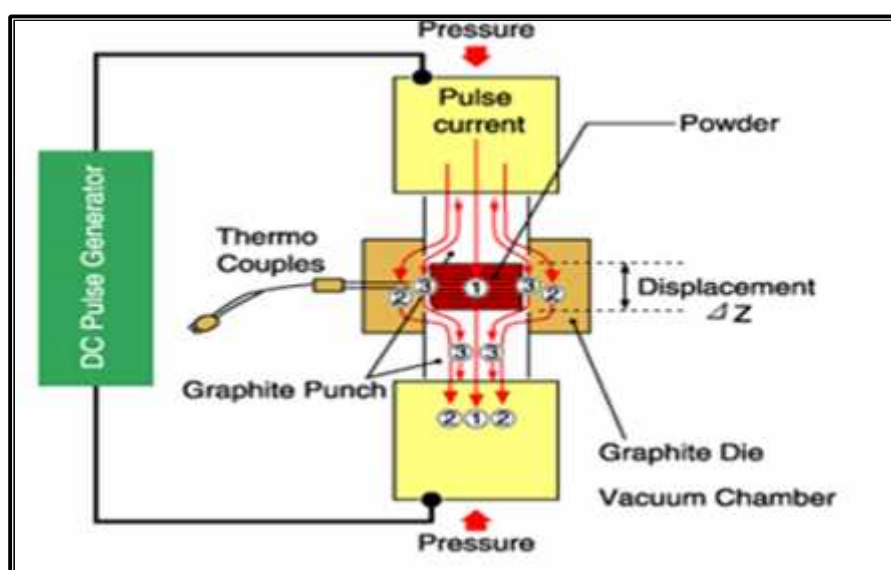 Pressure
Pulse
current
Powder
DC Pulse Generator
Thermo
Couples
3
3
2
1
2
Displacement
⊿Z
3
3
Graphite Punch
2
1
2
Graphite Die
Vacuum Chamber
Pressure